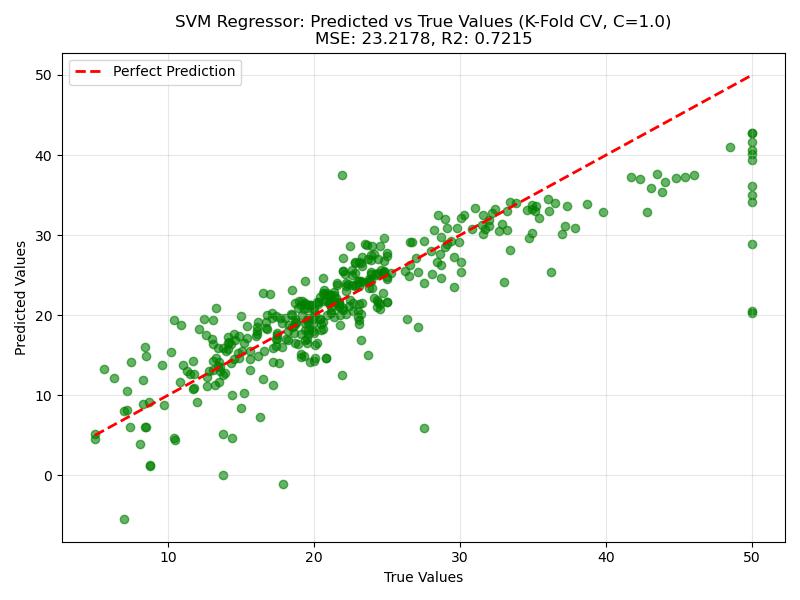 SVM Regressor: Predicted vs True Values (K-Fold CV, C=1.0)
MSE: 23.2178, R2: 0.7215
Perfect Prediction
50
40
30
20
10
0
Predicted Values
10
20
30
40
50
True Values